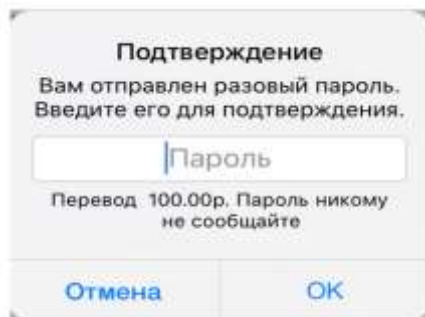 Подтверждение
Вам отправлен разовый пароль.
Введите его для подтверждения.
Пароль
Перевод 100.00р. Пароль никому
не сообщайте
Отмена
OK